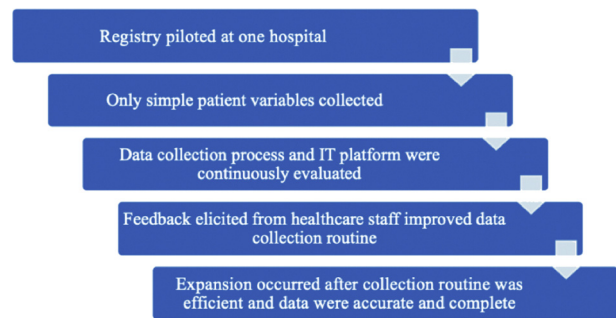 Registry piloted at one hospital
Only simple patient variables collected
Data collection process and IT platform were
continuously evaluated
Feedback elicited from healthcare staff improved data
collection routine
Expansion occurred after collection routine was
efficient and data were accurate and complete